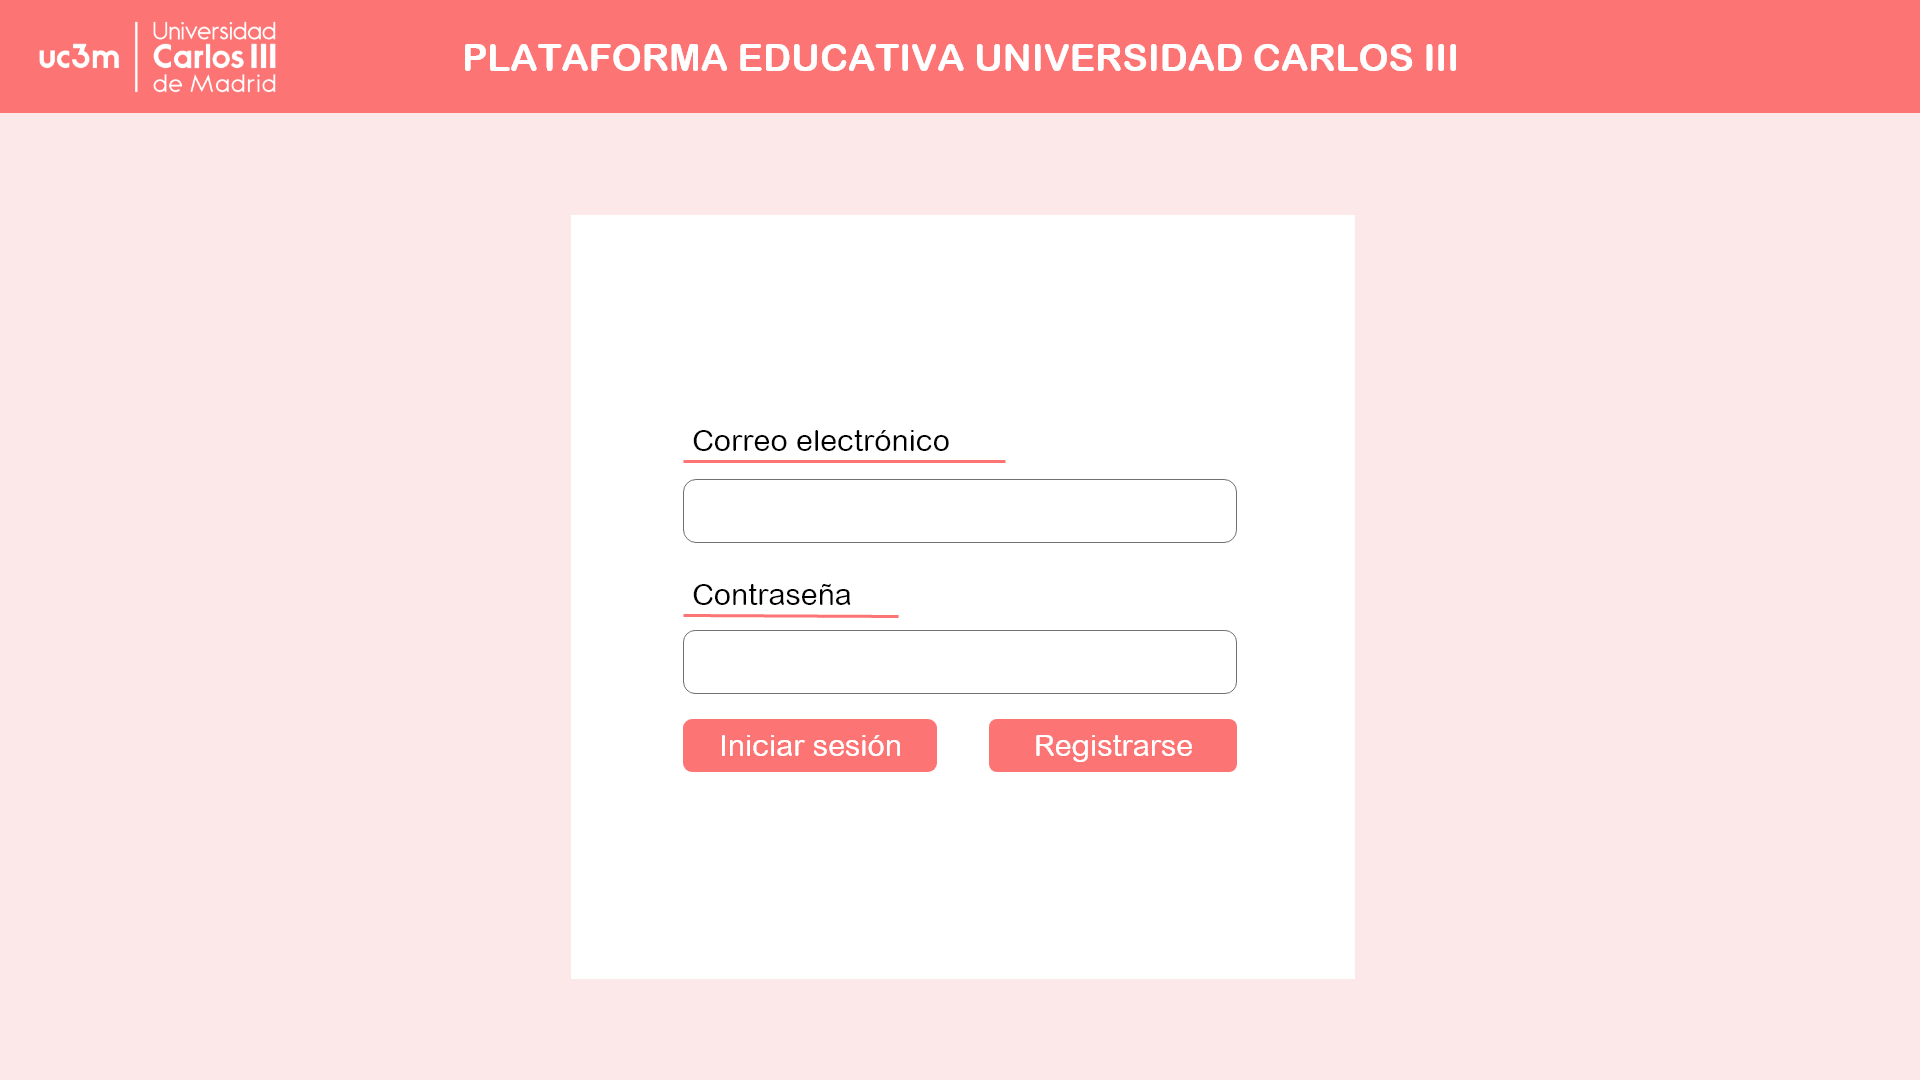 uc3m
Universidad
Carlos III
de Madrid
PLATAFORMA EDUCATIVA UNIVERSIDAD CARLOS III
Correo electrónico
Contraseña
Iniciar sesión
Registrarse